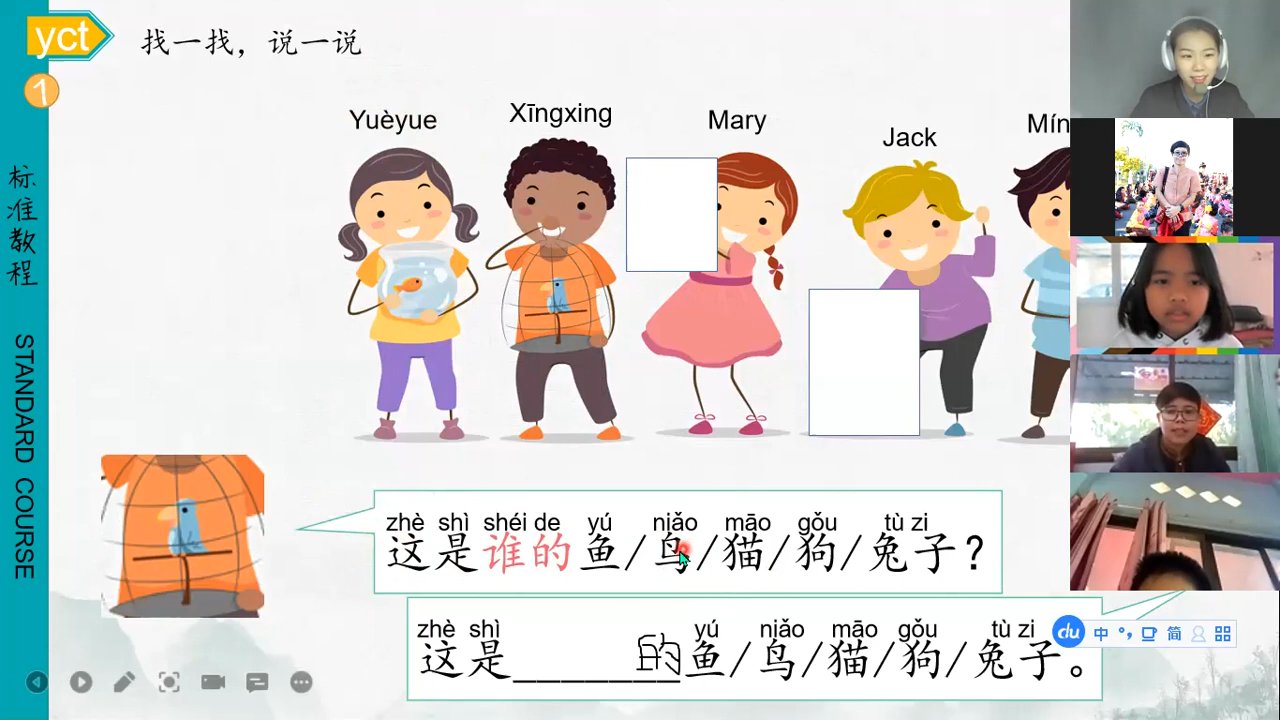 yct
找一找，说一说
1
标准教程 STANDARD COURSE
Yuèyue
Xīngxing
Mary
Jack
Mín
zhè shì shéi de yú niǎo māo gǒu tù zi
这是谁的鱼/鸟/猫/狗/兔子？
zhè shì yú niǎo māo gǒu tù zi
这是________的鱼/鸟/猫/狗/兔子。
du 中 °, 简